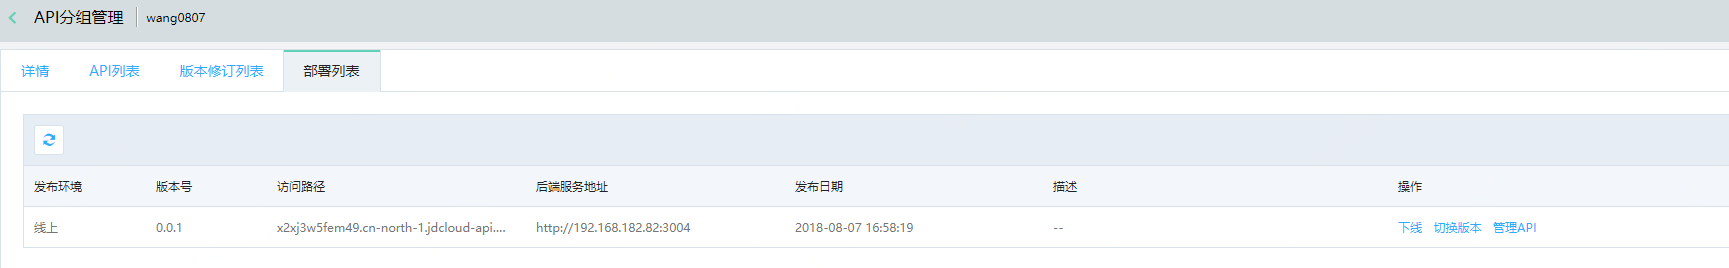 API分组管理 wang0807
详情 API列表 版本修订列表 部署列表
发布环境 版本号 访问路径 后端服务地址 发布日期 描述 操作
线上 0.0.1 x2xj3w5fem49.cn-north-1.jdcloud-api.... http://192.168.182.82:3004 2018-08-07 16:58:19 -- 下线 切换版本 管理API